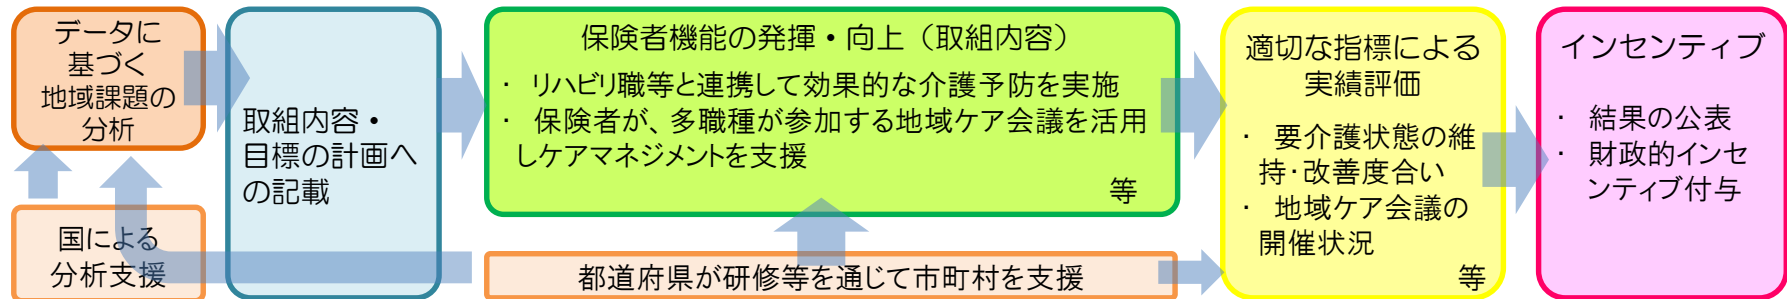 データに
基づく
地域課題の
分析
国による
分析支援
取組内容・
目標の計画へ
の記載
保険者機能の発揮・向上（取組内容）
・ リハビリ職等と連携して効果的な介護予防を実施
・ 保険者が、多職種が参加する地域ケア会議を活用
しケアマネジメントを支援
等
都道府県が研修等を通じて市町村を支援
適切な指標による
実績評価
・ 要介護状態の維
持・改善度合い
・ 地域ケア会議の
開催状況
等
インセンティブ
・ 結果の公表
・ 財政的インセ
ンティブ付与